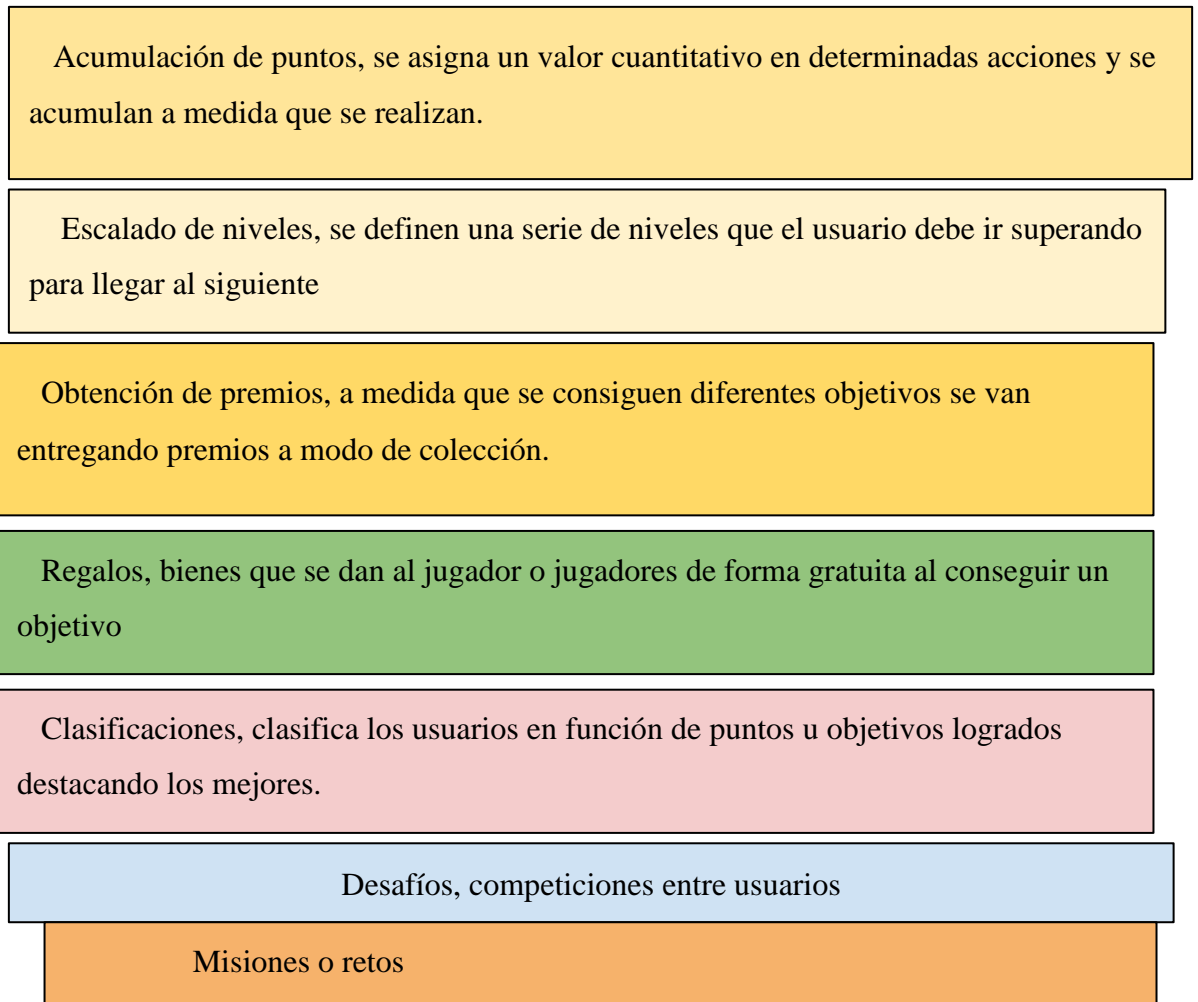 Acumulación de puntos, se asigna un valor cuantitativo en determinadas acciones y se
acumulan a medida que se realizan.
Escalado de niveles, se definen una serie de niveles que el usuario debe ir superando
para llegar al siguiente
Obtención de premios, a medida que se consiguen diferentes objetivos se van
entregando premios a modo de colección.
Regalos, bienes que se dan al jugador o jugadores de forma gratuita al conseguir un
objetivo
Clasificaciones, clasifica los usuarios en función de puntos u objetivos logrados
destacando los mejores.
Desafíos, competiciones entre usuarios
Misiones o retos